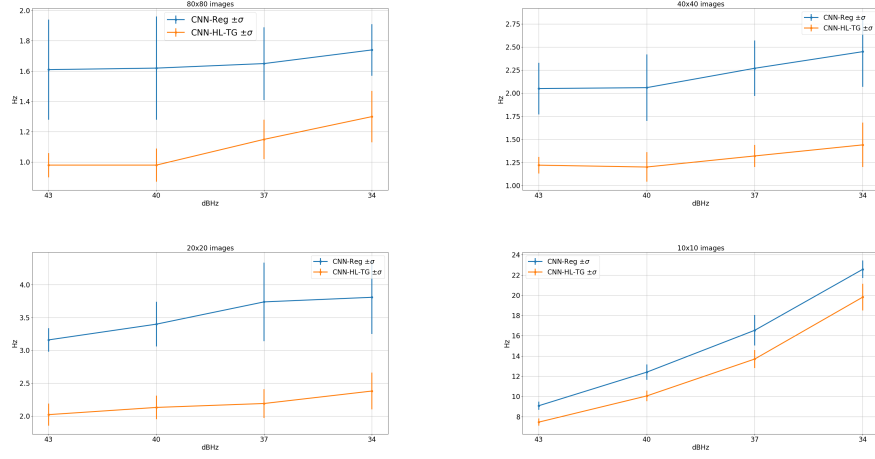 80x80 images
2.0
1.8
1.6
1.4
1.2
1.0
Hz
CNN-Reg ±σ
CNN-HL-TG ±σ
43
40
37
34
dBHz
40x40 images
2.75
2.50
2.25
2.00
1.75
1.50
1.25
1.00
Hz
CNN-Reg ±σ
CNN-HL-TG ±σ
43
40
37
34
dBHz
20x20 images
4.0
3.5
3.0
2.5
2.0
Hz
CNN-Reg ±σ
CNN-HL-TG ±σ
43
40
37
34
dBHz
10x10 images
24
22
20
18
16
14
12
10
8
Hz
CNN-Reg ±σ
CNN-HL-TG ±σ
43
40
37
34
dBHz